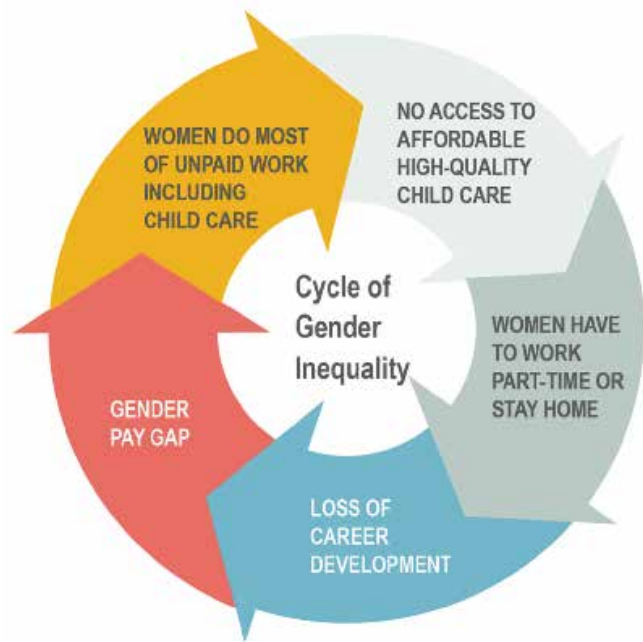 Cycle of
Gender
Inequality
NO ACCESS TO
AFFORDABLE
HIGH-QUALITY
CHILD CARE
WOMEN HAVE
TO WORK
PART-TIME OR
STAY HOME
LOSS OF
CAREER
DEVELOPMENT
GENDER
PAY GAP
WOMEN DO MOST
OF UNPAID WORK
INCLUDING
CHILD CARE